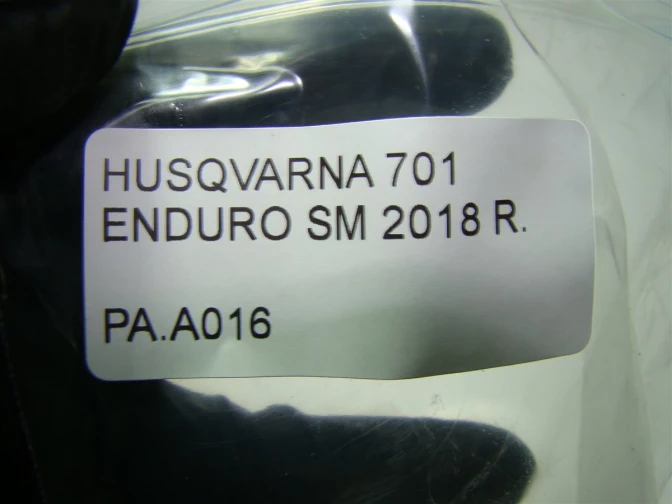 HUSQVARNA 701
ENDURO SM 2018 R.
PA.A016